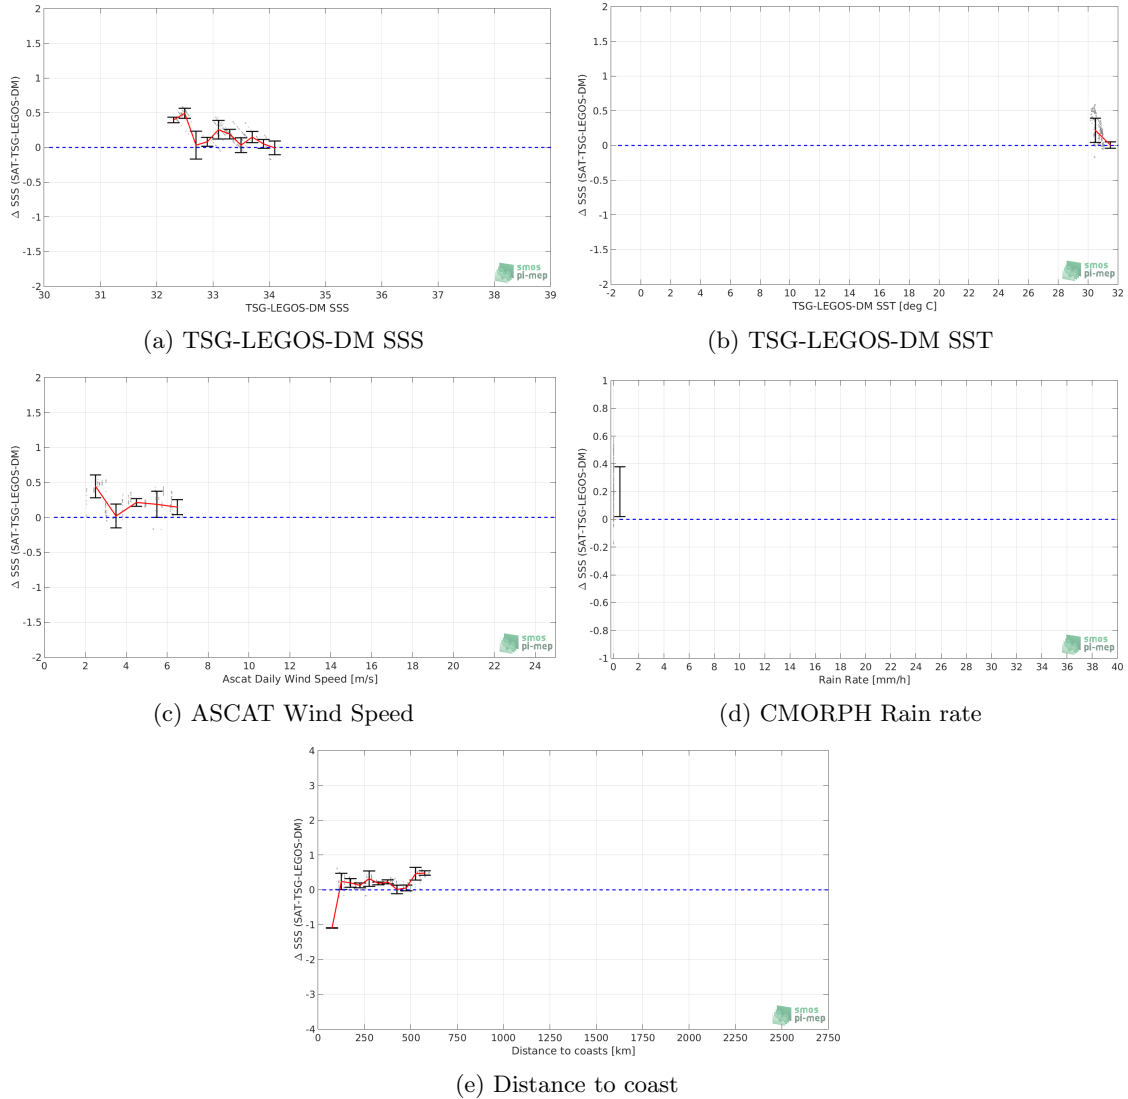 2
1.5
1
0.5
0
-0.5
-1
-1.5
-2
Δ SSS (SAT-TSG-LEGOS-DM)
30 31 32 33 34 35 36 37 38 39
TSG-LEGOS-DM SSS
smos
pi-mep
(a) TSG-LEGOS-DM SSS
2
1.5
1
0.5
0
-0.5
-1
-1.5
-2
Δ SSS (SAT-TSG-LEGOS-DM)
-2 0 2 4 6 8 10 12 14 16 18 20 22 24 26 28 30 32
TSG-LEGOS-DM SST [deg C]
smos
pi-mep
(b) TSG-LEGOS-DM SST
2
1.5
1
0.5
0
-0.5
-1
-1.5
-2
Δ SSS (SAT-TSG-LEGOS-DM)
0 2 4 6 8 10 12 14 16 18 20 22 24
Ascat Daily Wind Speed [m/s]
smos
pi-mep
(c) ASCAT Wind Speed
1
0.8
0.6
0.4
0.2
0
-0.2
-0.4
-0.6
-0.8
-1
Δ SSS (SAT-TSG-LEGOS-DM)
0 2 4 6 8 10 12 14 16 18 20 22 24 26 28 30 32 34 36 38 40
Rain Rate [mm/h]
smos
pi-mep
(d) CMORPH Rain rate
4
3
2
1
0
-1
-2
-3
-4
Δ SSS (SAT-TSG-LEGOS-DM)
0 250 500 750 1000 1250 1500 1750 2000 2250 2500 2750
Distance to coasts [km]
smos
pi-mep
(e) Distance to coast